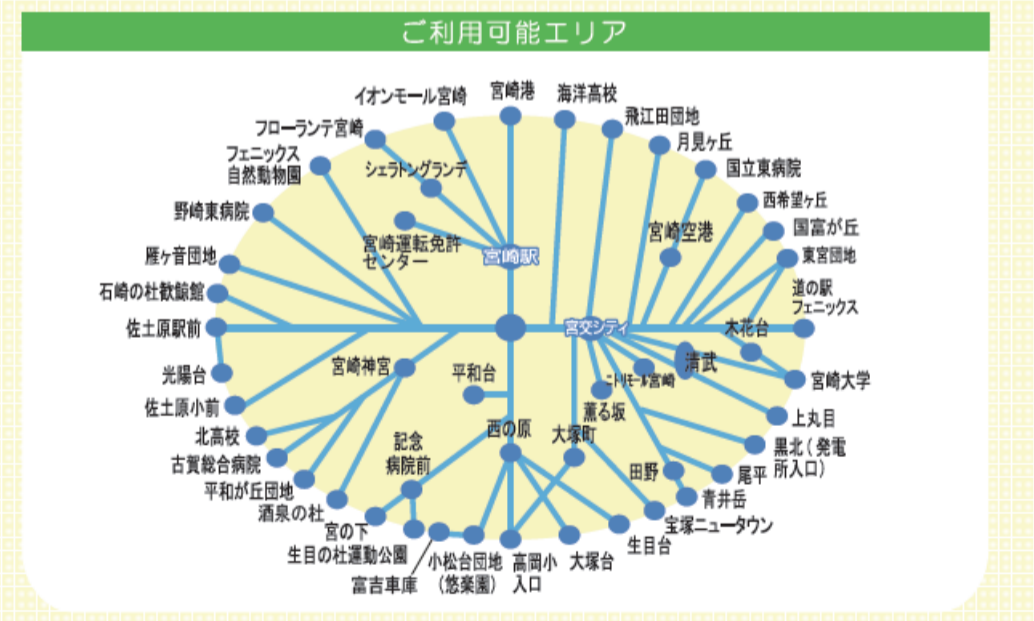 ご利用可能エリア
宮崎港
イオンモール宮崎
海洋高校
フローランテ宮崎
飛江田団地
月見ヶ丘
フェニックス
自然動物園
シェラトングランデ
国立東病院
野崎東病院
西希望ヶ丘
国富が丘
宮崎空港
宮崎運転免許
センター
宮崎駅
雁ヶ音団地
東宮団地
石崎の杜歓鯨館
道の駅
フェニックス
佐土原駅前
宮交シティ
木花台
光陽台
宮崎神宮
平和台
ニトリモール宮崎
清武
宮崎大学
佐土原小前
薫る坂
上丸目
北高校
記念
病院前
西の原
大塚町
黒北(発電
所入口)
古賀総合病院
田野
尾平
平和が丘団地
青井岳
酒泉の杜
宝塚ニュータウン
宮の下
生目台
生目の杜運動公園
小松台団地
(悠楽園)
高岡小
入口
大塚台
富吉車庫